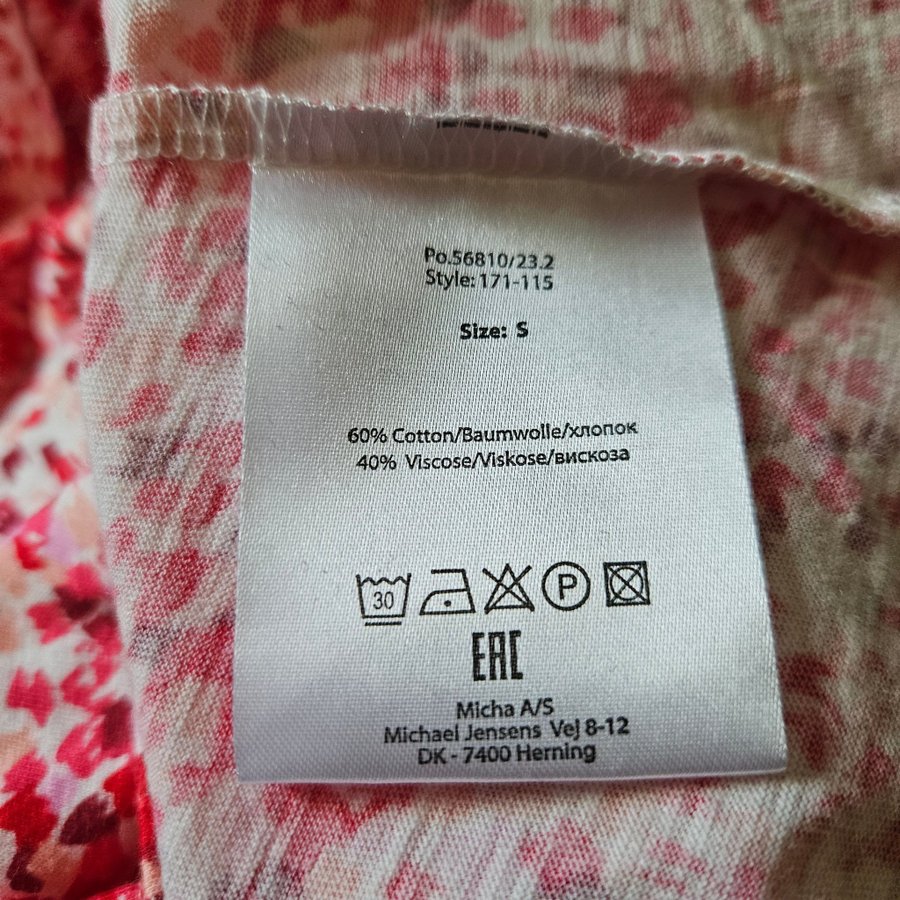 Po.56810/23.2
Style: 171-115
Size: S
60% Cotton/Baumwolle/хлопок
40% Viscose/Viskose/вискоза
30 P
EAC
Micha A/S
Michael Jensens Vej 8-12
DK - 7400 Herning